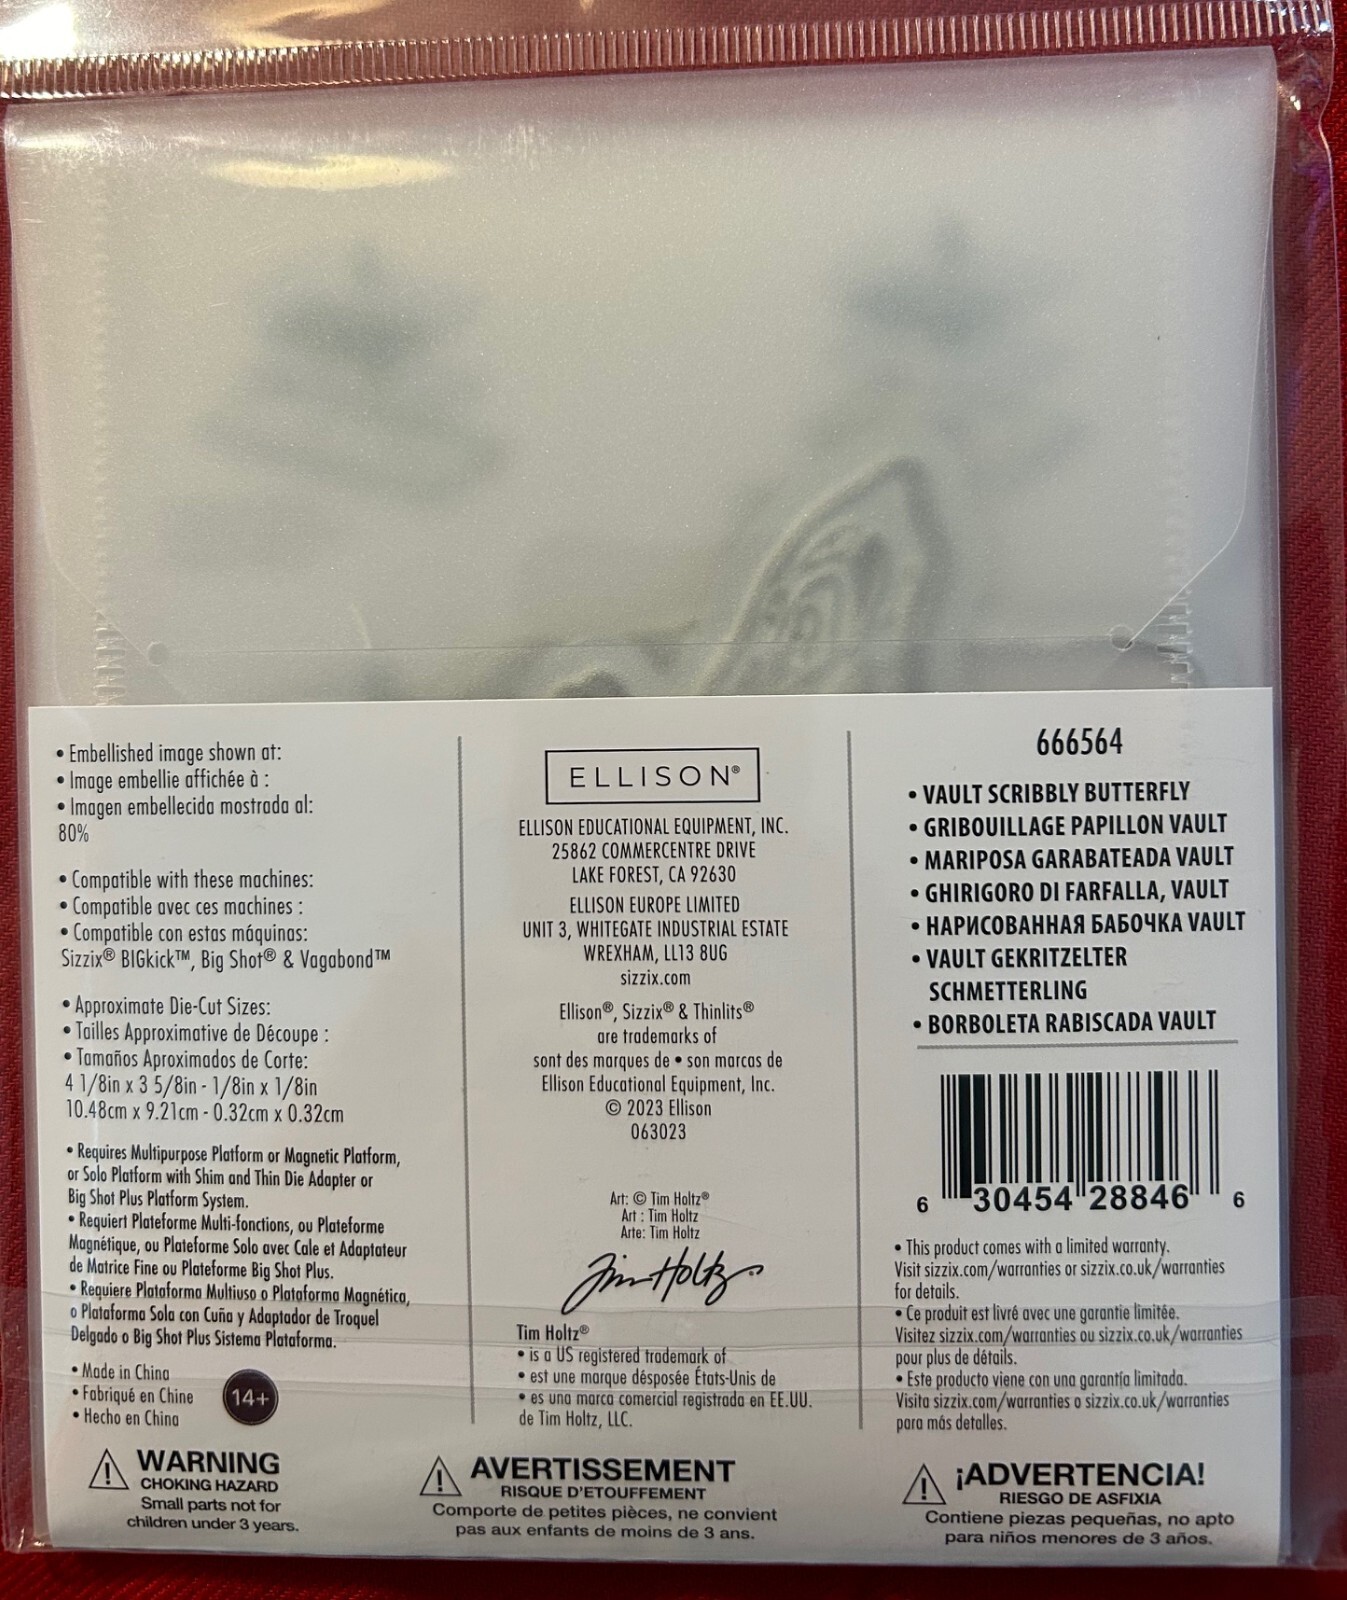 • Embellished image shown at:
• Image embellie affichée à :
• Imagen embellecida mostrada al:
80%
• Compatible with these machines:
• Compatible avec ces machines :
• Compatible con estas máquinas:
Sizzix® BIGkick™, Big Shot® & Vagabond™
• Approximate Die-Cut Sizes:
• Tailles Approximative de Découpe :
• Tamaños Aproximados de Corte:
4 1/8in x 3 5/8in - 1/8in x 1/8in
10.48cm x 9.21cm - 0.32cm x 0.32cm
• Requires Multipurpose Platform or Magnetic Platform,
or Solo Platform with Shim and Thin Die Adapter or
Big Shot Plus Platform System.
• Requiert Plateforme Multi-fonctions, ou Plateforme
Magnétique, ou Plateforme Solo avec Cale et Adaptateur
de Matrice Fine ou Plateforme Big Shot Plus.
• Requiere Plataforma Multiuso o Plataforma Magnética,
o Plataforma Sola con Cuña y Adaptador de Troquel
Delgado o Big Shot Plus Sistema Plataforma.
• Made in China
• Fabriqué en Chine
• Hecho en China
14+
ELLISON®
ELLISON EDUCATIONAL EQUIPMENT, INC.
25862 COMMERCENTRE DRIVE
LAKE FOREST, CA 92630
ELLISON EUROPE LIMITED
UNIT 3, WHITEGATE INDUSTRIAL ESTATE
WREXHAM, LL13 8UG
sizzix.com
Ellison®, Sizzix® & Thinlits®
are trademarks of
sont des marques de • son marcas de
Ellison Educational Equipment, Inc.
© 2023 Ellison
063023
Art: © Tim Holtz®
Art : Tim Holtz
Arte: Tim Holtz
Tim Holtz®
Tim Holtz®
• is a US registered trademark of
• est une marque désposée États-Unis de
• es una marca comercial registrada en EE.UU.
de Tim Holtz, LLC.
666564
• VAULT SCRIBBLY BUTTERFLY
• GRIBOUILLAGE PAPILLON VAULT
• MARIPOSA GARABATEADA VAULT
• GHIRIGORO DI FARFALLA, VAULT
• НАРИСОВАННАЯ БАБОЧКА VAULT
• VAULT GEKRITZELTER
SCHMETTERLING
• BORBOLETA RABISCADA VAULT
6 30454 28846 6
• This product comes with a limited warranty.
Visit sizzix.com/warranties or sizzix.co.uk/warranties
for details.
• Ce produit est livré avec une garantie limitée.
Visitez sizzix.com/warranties ou sizzix.co.uk/warranties
pour plus de détails.
• Este producto viene con una garantía limitada.
Visita sizzix.com/warranties o sizzix.co.uk/warranties
para más detalles.
WARNING
CHOKING HAZARD
Small parts not for
children under 3 years.
AVERTISSEMENT
RISQUE D'ETOUFFEMENT
Comporte de petites pièces, ne convient
pas aux enfants de moins de 3 ans.
¡ADVERTENCIA!
RIESGO DE ASFIXIA
Contiene piezas pequeñas, no apto
para niños menores de 3 años.